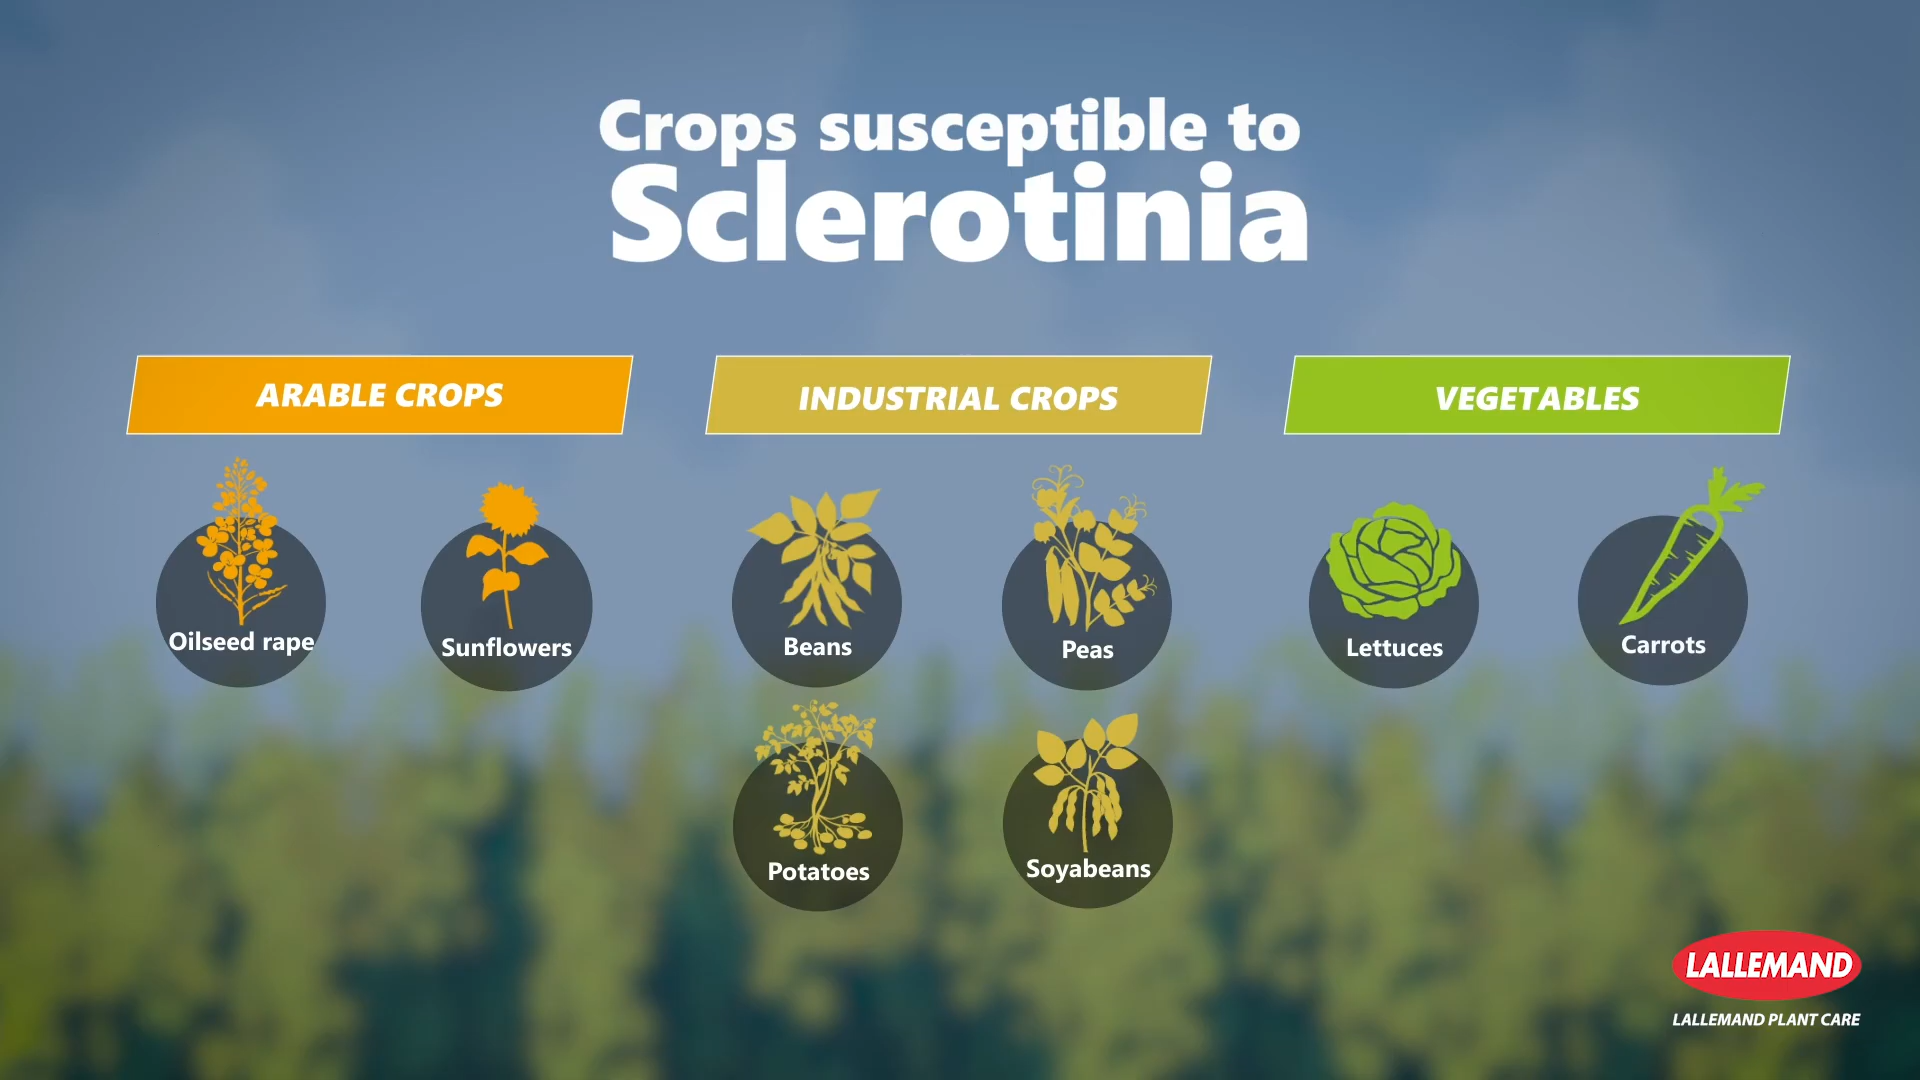 Crops susceptible to
Sclerotinia
ARABLE CROPS
INDUSTRIAL CROPS
VEGETABLES
Oilseed rape
Sunflowers
Beans
Peas
Lettuces
Carrots
Potatoes
Soyabeans
LALLEMAND
LALLEMAND PLANT CARE